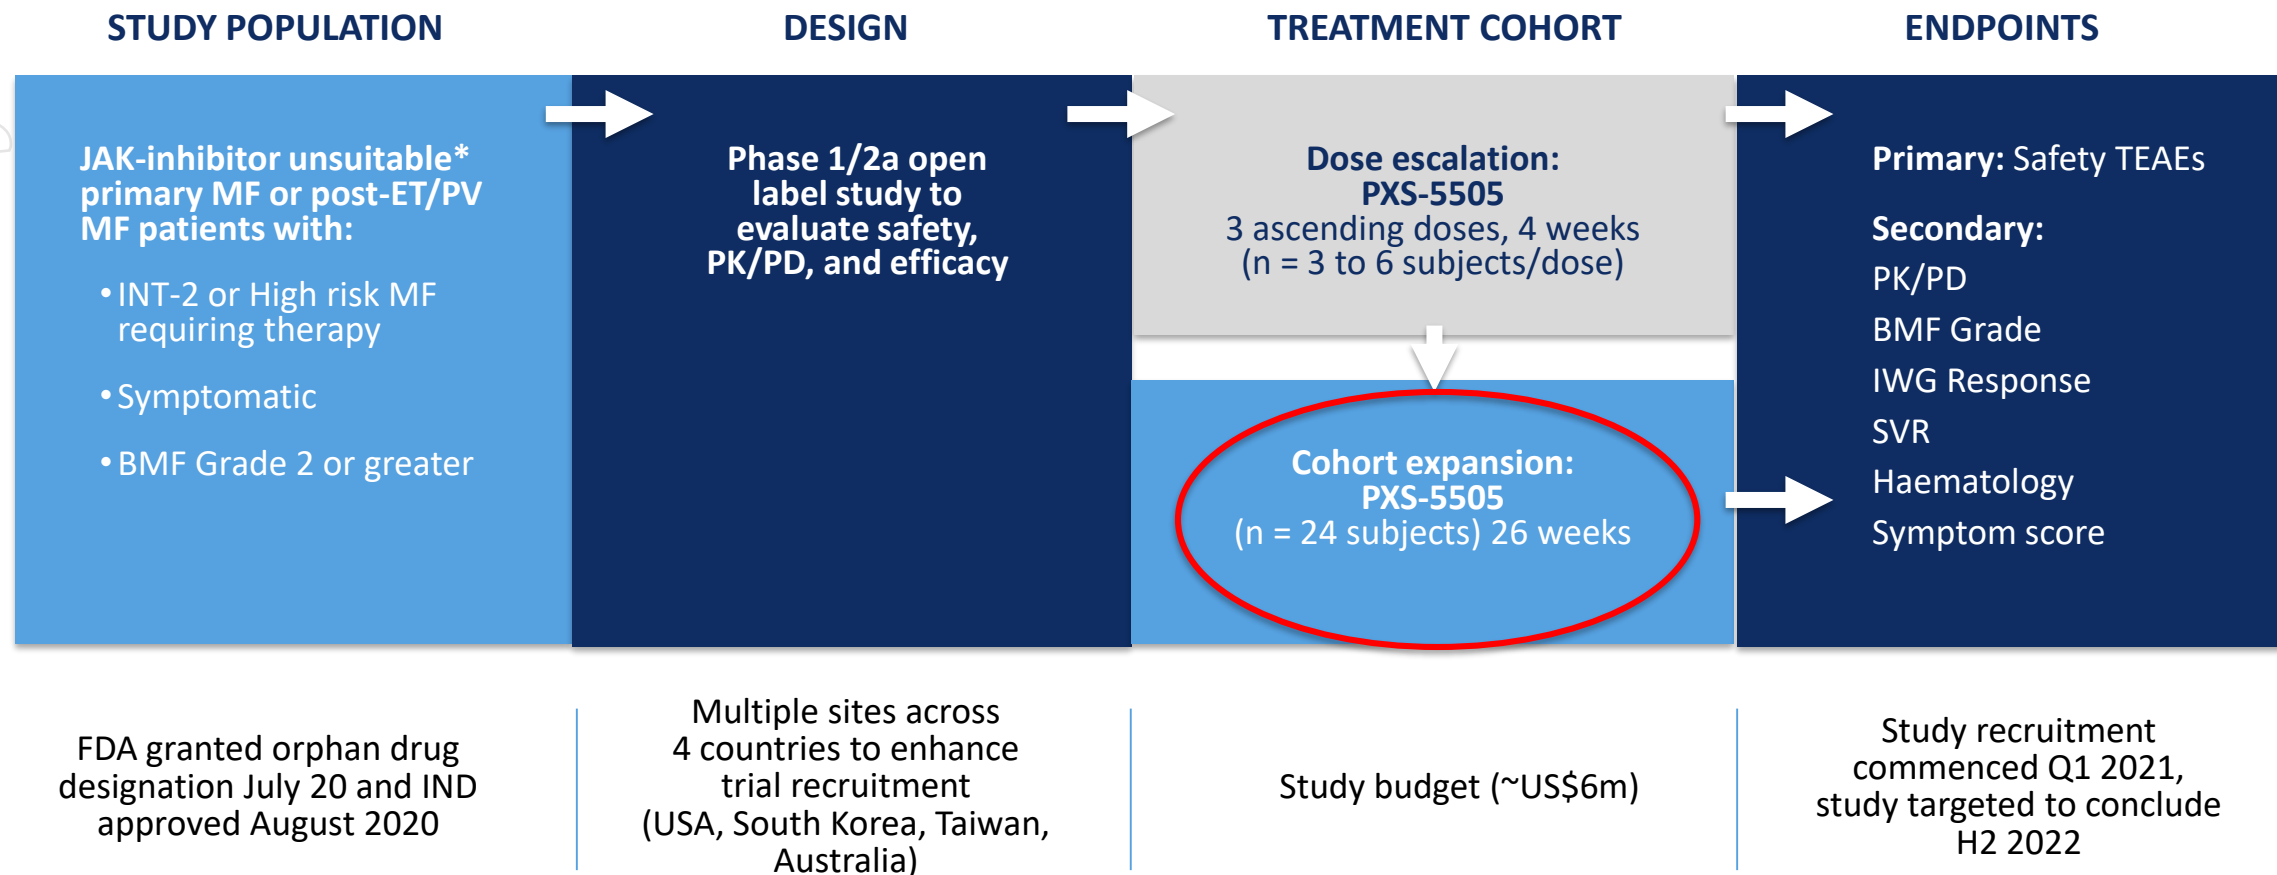 STUDY POPULATION
JAK-inhibitor unsuitable*
primary MF or post-ET/PV
MF patients with:
• INT-2 or High risk MF
requiring therapy
• Symptomatic
• BMF Grade 2 or greater
FDA granted orphan drug
designation July 20 and IND
approved August 2020
DESIGN
Phase 1/2a open
label study to
evaluate safety,
PK/PD, and efficacy
Multiple sites across
4 countries to enhance
trial recruitment
(USA, South Korea, Taiwan,
Australia)
TREATMENT COHORT
Dose escalation:
PXS-5505
3 ascending doses, 4 weeks
(n = 3 to 6 subjects/dose)
Cohort expansion:
PXS-5505
(n = 24 subjects) 26 weeks
Study budget (~US$6m)
ENDPOINTS
Primary: Safety TEAEs
Secondary:
PK/PD
BMF Grade
IWG Response
SVR
Haematology
Symptom score
Study recruitment
commenced Q1 2021,
study targeted to conclude
H2 2022